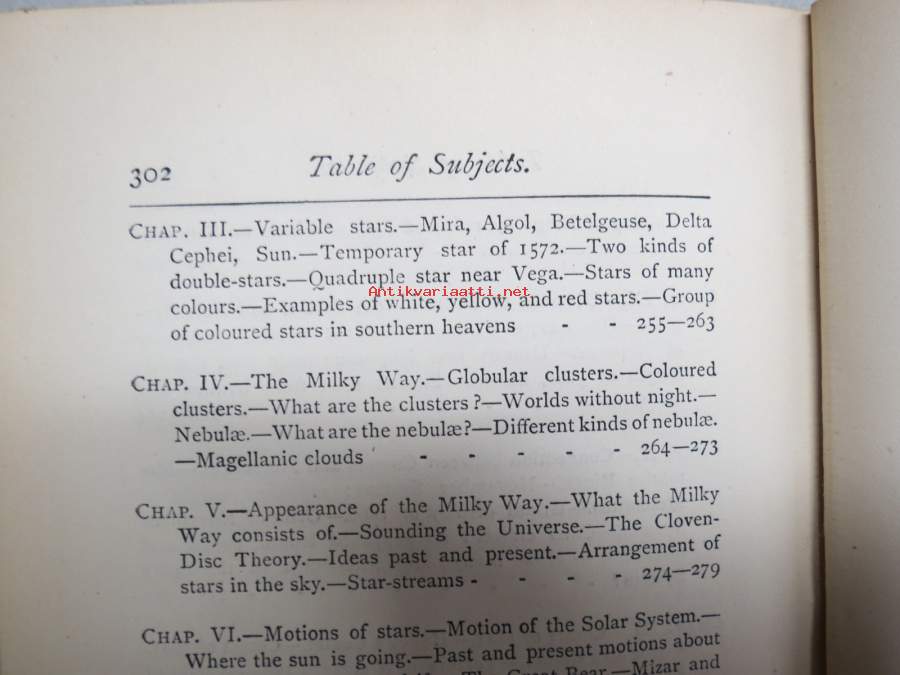 302 Table of Subjects.
CHAP. III.—Variable stars.—Mira, Algol, Betelgeuse, Delta
Cephei, Sun.—Temporary star of 1572.—Two kinds of
double-stars.—Quadruple star near Vega.—Stars of many
Antikvariaatti.net
colours.—Examples of white, yellow, and red stars.—Group
of coloured stars in southern heavens - - 255—263
CHAP. IV.—The Milky Way.—Globular clusters.—Coloured
clusters.—What are the clusters?—Worlds without night.—
Nebulæ.—What are the nebulæ?—Different kinds of nebulæ.
—Magellanic clouds - - - - - 264—273
CHAP. V.—Appearance of the Milky Way.—What the Milky
Way consists of.—Sounding the Universe.—The Cloven-
Disc Theory.—Ideas past and present.—Arrangement of
stars in the sky.—Star-streams - - - - 274—279
CHAP. VI.—Motions of stars.—Motion of the Solar System.—
Where the sun is going.—Past and present motions about
The Great Bear.—Mizar and